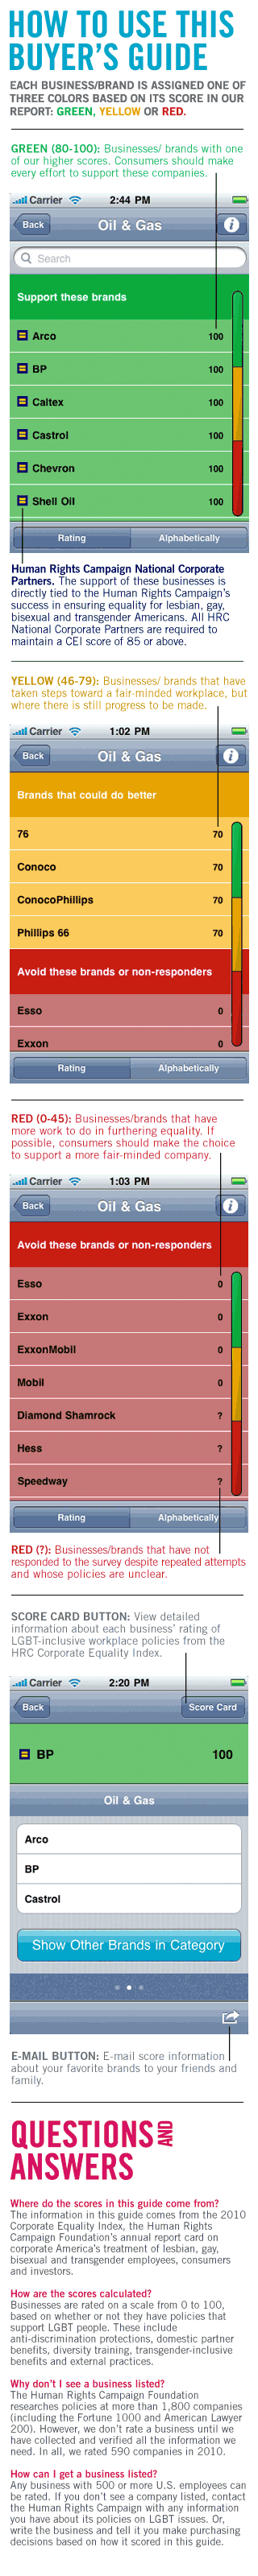 HOW TO USE THIS
BUYER'S GUIDE
EACH BUSINESS/BRAND IS ASSIGNED ONE OF
THREE COLORS BASED ON ITS SCORE IN OUR
REPORT: GREEN, YELLOW OR RED.
GREEN (80-100): Businesses/ brands with one
of our higher scores. Consumers should make
every effort to support these companies.
Carrier 2:44 PM
Back Oil & Gas i
Search
Support these brands
Arco 100
BP 100
Caltex 100
Castrol 100
Chevron 100
Shell Oil 100
Rating Alphabetically
Human Rights Campaign National Corporate
Partners. The support of these businesses is
directly tied to the Human Rights Campaign's
success in ensuring equality for lesbian, gay,
bisexual and transgender Americans. All HRC
National Corporate Partners are required to
maintain a CEI score of 85 or above.
YELLOW (46-79): Businesses/ brands that have
taken steps toward a fair-minded workplace, but
where there is still progress to be made.
Carrier 1:02 PM
Back Oil & Gas i
Brands that could do better
76 70
Conoco 70
ConocoPhillips 70
Phillips 66 70
Avoid these brands or non-responders
Esso 0
Exxon 0
Rating Alphabetically
RED (0-45): Businesses/brands that have
more work to do in furthering equality. If
possible, consumers should make the choice
to support a more fair-minded company.
Carrier 1:03 PM
Back Oil & Gas i
Avoid these brands or non-responders
Esso 0
Exxon 0
ExxonMobil 0
Mobil 0
Diamond Shamrock ?
Hess ?
Speedway ?
Rating Alphabetically
RED (?): Businesses/brands that have not
responded to the survey despite repeated attempts
and whose policies are unclear.
SCORE CARD BUTTON: View detailed
information about each business' rating of
LGBT-inclusive workplace policies from the
HRC Corporate Equality Index.
Carrier 2:20 PM
Back Score Card
BP 100
Oil & Gas
Arco
BP
Castrol
Show Other Brands in Category
E-MAIL BUTTON: E-mail score information
about your favorite brands to your friends and
family.
QUESTIONS AND
ANSWERS
Where do the scores in this guide come from?
The information in this guide comes from the 2010
Corporate Equality Index, the Human Rights
Campaign Foundation's annual report card on
corporate America's treatment of lesbian, gay,
bisexual and transgender employees, consumers
and investors.
How are the scores calculated?
Businesses are rated on a scale from 0 to 100,
based on whether or not they have policies that
support LGBT people. These include
anti-discrimination protections, domestic partner
benefits, diversity training, transgender-inclusive
benefits and external practices.
Why don't I see a business listed?
The Human Rights Campaign Foundation
researches policies at more than 1,800 companies
(including the Fortune 1000 and American Lawyer
200). However, we don't rate a business until we
have collected and verified all the information we
need. In all, we rated 590 companies in 2010.
How can I get a business listed?
Any business with 500 or more U.S. employees can
be rated. If you don't see a company listed, contact
the Human Rights Campaign with any information
you have about its policies on LGBT issues. Or,
write the business and tell it you make purchasing
decisions based on how it scored in this guide.